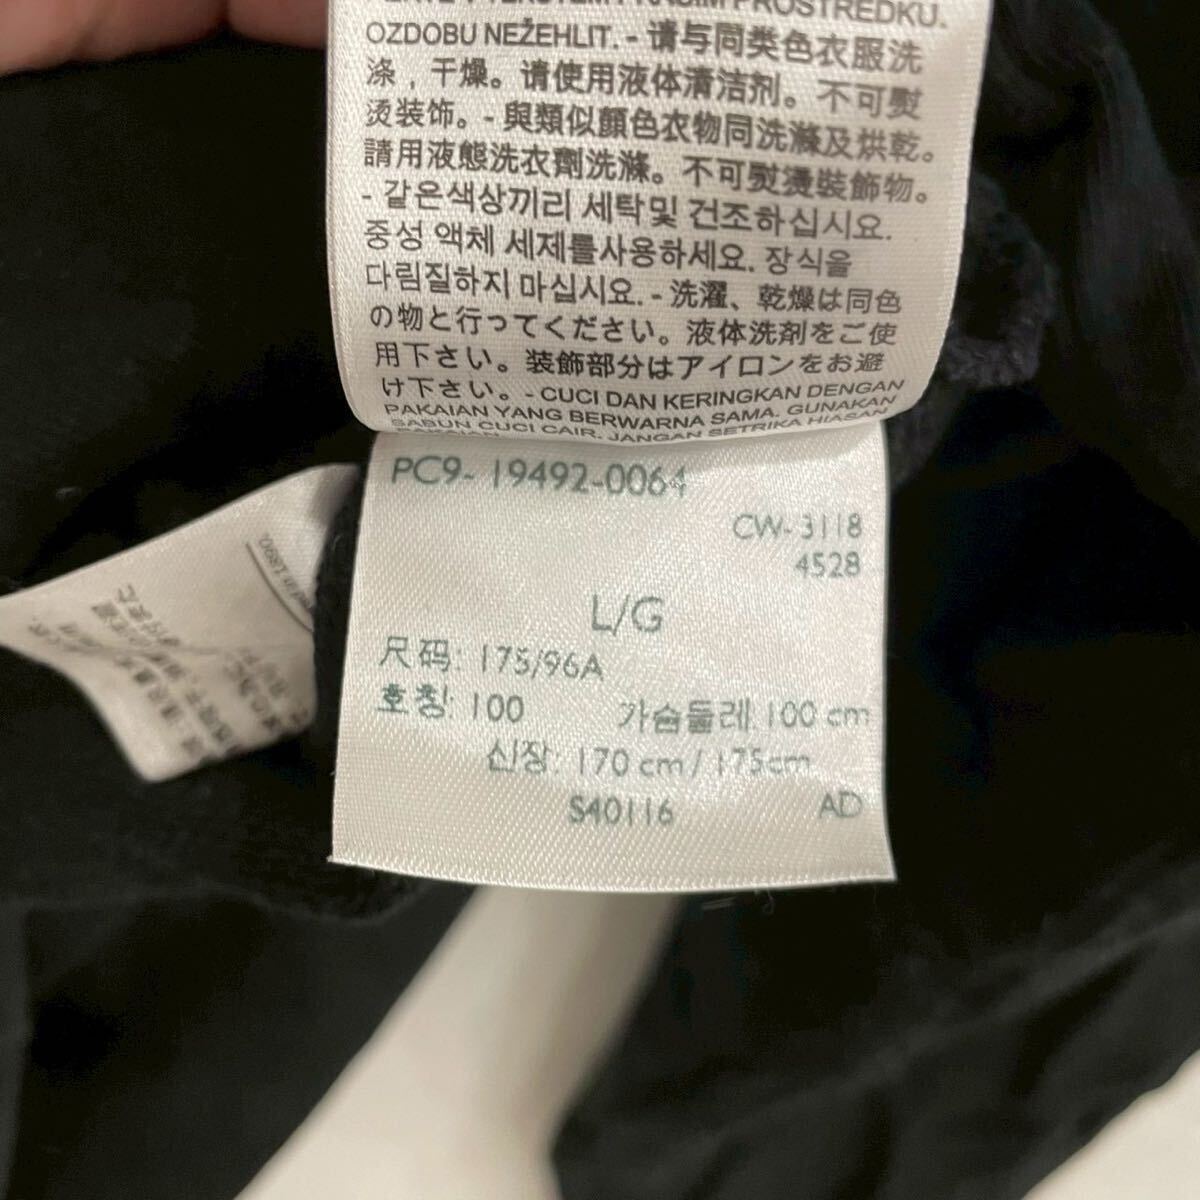 PROSTŘEDKU.
OZDOBU NEŽEHLIT. - 请与同类色衣服洗
涤，干燥。请使用液体清洁剂。不可熨
烫装饰。- 與類似顏色衣物同洗滌及烘乾。
請用液態洗衣劑洗滌。不可熨燙裝飾物。
- 같은색상끼리 세탁및 건조하십시요.
중성 액체 세제를사용하세요. 장식을
다림질하지 마십시요. - 洗濯、乾燥は同色
の物と行ってください。液体洗剤をご使
用下さい。装飾部分はアイロンをお避
け下さい。- CUCI DAN KERINGKAN DENGAN
PAKAIAN YANG BERWARNA SAMA. GUNAKAN
SABUN CUCI CAIR. JANGAN SETRIKA HIASAN
PC9- 19492-0064
CW- 3118
4528
L/G
尺码: 175/96A
호칭: 100 가슴둘레 100 cm
신장: 170 cm / 175cm
S40116 AD
in 1890.